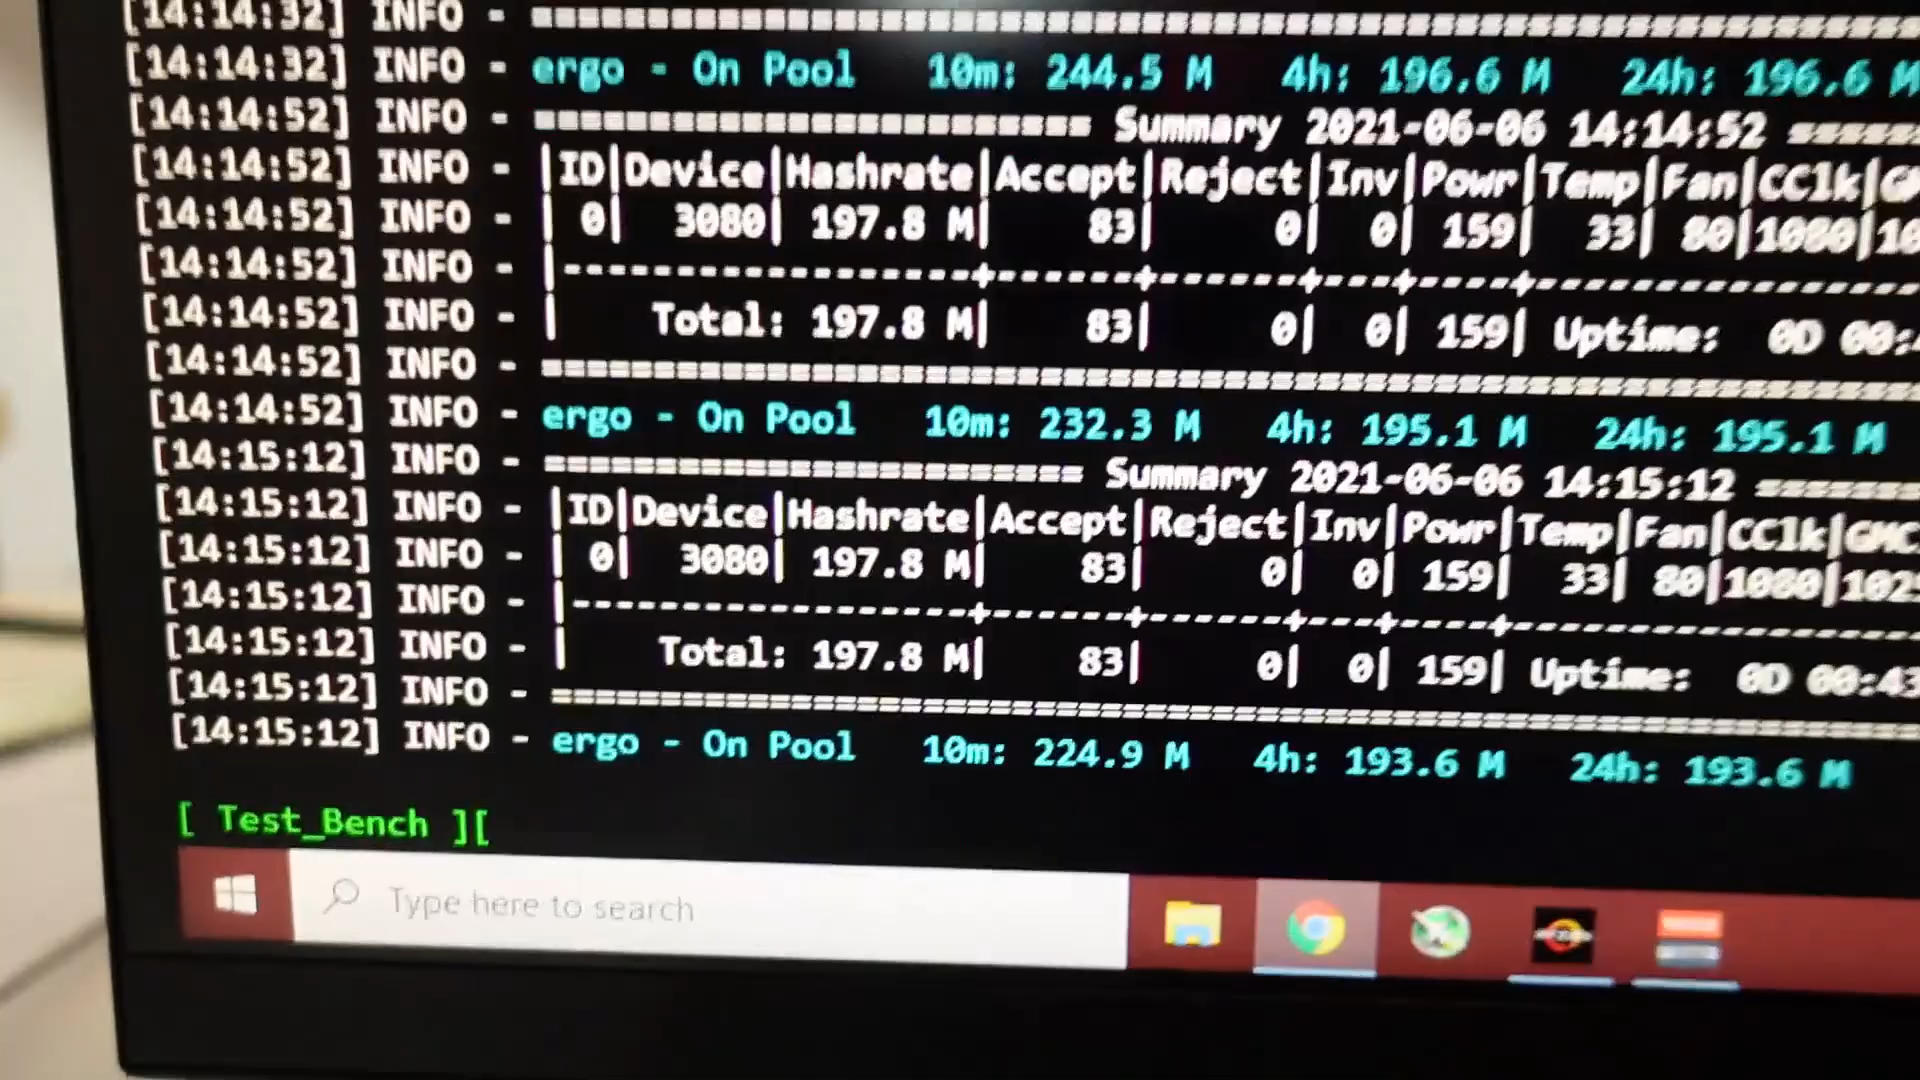 [14:14:32] INFO - ================================================
[14:14:32] INFO - ergo - On Pool 10m: 244.5 M 4h: 196.6 M 24h: 196.6 M
[14:14:52] INFO - ======================== Summary 2021-06-06 14:14:52 ======
[14:14:52] INFO - |ID|Device|Hashrate|Accept|Reject|Inv|Powr|Temp|Fan|CClk|
[14:14:52] INFO - | 0| 3080| 197.8 M| 83| 0| 0| 159| 33| 80|1080|
[14:14:52] INFO - |------------------+------+------+---+----+----------------
[14:14:52] INFO - | Total: 197.8 M| 83| 0| 0| 159| Uptime: 0D 00:
[14:14:52] INFO - ================================================
[14:14:52] INFO - ergo - On Pool 10m: 232.3 M 4h: 195.1 M 24h: 195.1 M
[14:15:12] INFO - ======================== Summary 2021-06-06 14:15:12 =======
[14:15:12] INFO - |ID|Device|Hashrate|Accept|Reject|Inv|Powr|Temp|Fan|CClk|GMC
[14:15:12] INFO - | 0| 3080| 197.8 M| 83| 0| 0| 159| 33| 80|1080|
[14:15:12] INFO - |------------------+------+------+---+----+----------------
[14:15:12] INFO - | Total: 197.8 M| 83| 0| 0| 159| Uptime: 0D 00:43
[14:15:12] INFO - ================================================
[14:15:12] INFO - ergo - On Pool 10m: 224.9 M 4h: 193.6 M 24h: 193.6 M
[ Test_Bench ][
Type here to search